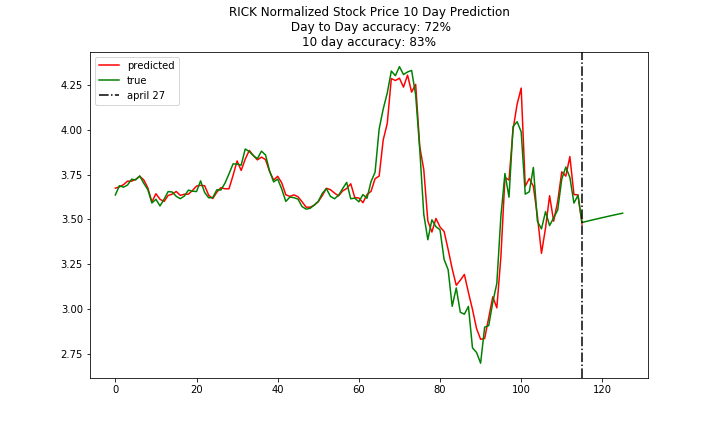 RICK Normalized Stock Price 10 Day Prediction
Day to Day accuracy: 72%
10 day accuracy: 83%
predicted
true
april 27
4.25
4.00
3.75
3.50
3.25
3.00
2.75
0 20 40 60 80 100 120